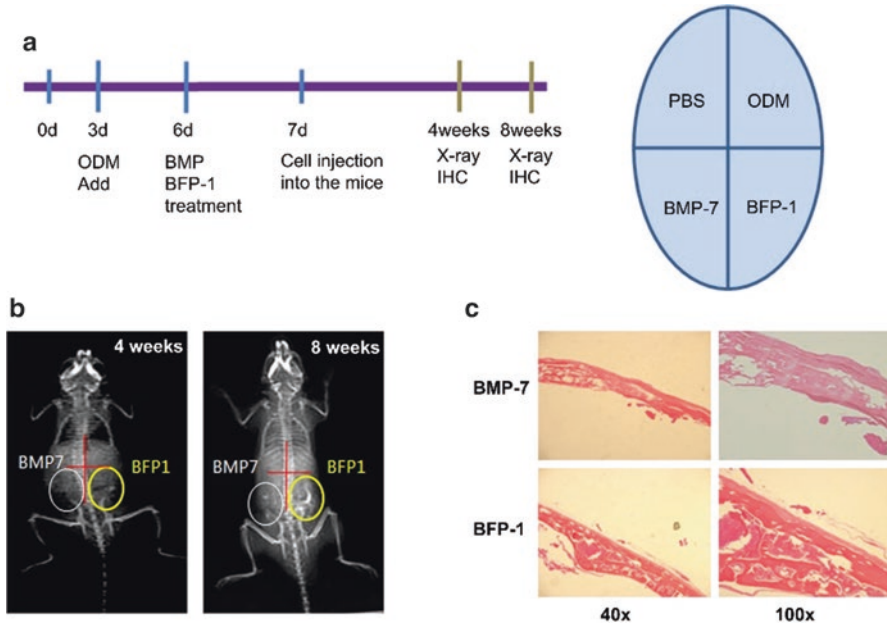 a
0d 3d 6d 7d 4weeks 8weeks
ODM BMP Cell injection X-ray X-ray
Add BFP-1 into the mice IHC IHC
treatment
PBS ODM
BMP-7 BFP-1
b
4 weeks 8 weeks
BMP7 BFP1 BMP7 BFP1
c
BMP-7
BFP-1
40x 100x